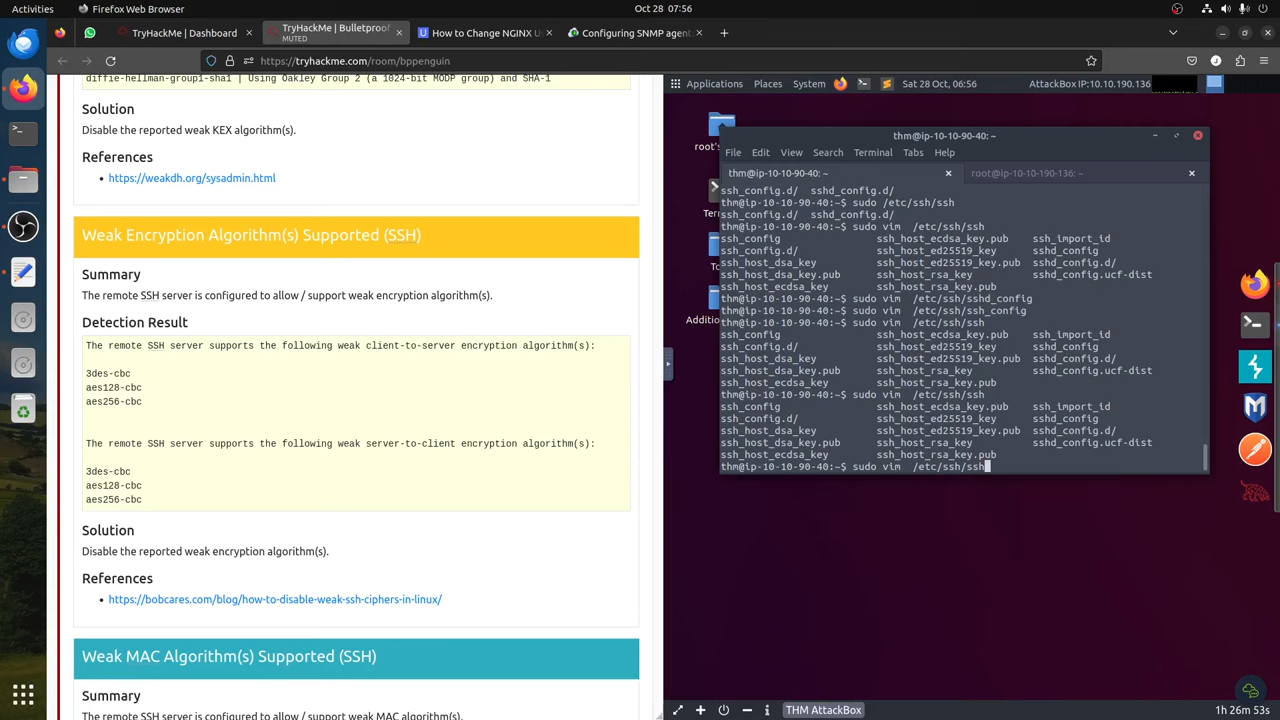 Activities
Firefox Web Browser
Oct 28 07:56
TryHackMe | Dashboard
TryHackMe | Bulletproof
MUTED
How to Change NGINX U
Configuring SNMP agent
https://tryhackme.com/room/bppenguin
diffie-hellman-group1-sha1 | Using Oakley Group 2 (a 1024-bit MODP group) and SHA-1
Solution
Disable the reported weak KEX algorithm(s).
References
https://weakdh.org/sysadmin.html
Weak Encryption Algorithm(s) Supported (SSH)
Summary
The remote SSH server is configured to allow / support weak encryption algorithm(s).
Detection Result
The remote SSH server supports the following weak client-to-server encryption algorithm(s):
3des-cbc
aes128-cbc
aes256-cbc
The remote SSH server supports the following weak server-to-client encryption algorithm(s):
3des-cbc
aes128-cbc
aes256-cbc
Solution
Disable the reported weak encryption algorithm(s).
References
https://bobcares.com/blog/how-to-disable-weak-ssh-ciphers-in-linux/
Weak MAC Algorithm(s) Supported (SSH)
Summary
The remote SSH server is configured to allow / support weak MAC algorithm(s).
Applications Places System Sat 28 Oct, 06:56 AttackBox IP:10.10.190.136
root's
Ter
To
Addition
thm@ip-10-10-90-40: ~
File Edit View Search Terminal Tabs Help
thm@ip-10-10-90-40: ~
root@ip-10-10-190-136: ~
ssh_config.d/ sshd_config.d/
thm@ip-10-10-90-40:~$ sudo /etc/ssh/ssh
ssh_config.d/ sshd_config.d/
thm@ip-10-10-90-40:~$ sudo vim /etc/ssh/ssh
ssh_config ssh_host_ecdsa_key.pub ssh_import_id
ssh_config.d/ ssh_host_ed25519_key sshd_config
ssh_host_dsa_key ssh_host_ed25519_key.pub sshd_config.d/
ssh_host_dsa_key.pub ssh_host_rsa_key sshd_config.ucf-dist
ssh_host_ecdsa_key ssh_host_rsa_key.pub
thm@ip-10-10-90-40:~$ sudo vim /etc/ssh/sshd_config
thm@ip-10-10-90-40:~$ sudo vim /etc/ssh/ssh_config
thm@ip-10-10-90-40:~$ sudo vim /etc/ssh/ssh
ssh_config ssh_host_ecdsa_key.pub ssh_import_id
ssh_config.d/ ssh_host_ed25519_key sshd_config
ssh_host_dsa_key ssh_host_ed25519_key.pub sshd_config.d/
ssh_host_dsa_key.pub ssh_host_rsa_key sshd_config.ucf-dist
ssh_host_ecdsa_key ssh_host_rsa_key.pub
thm@ip-10-10-90-40:~$ sudo vim /etc/ssh/ssh
ssh_config ssh_host_ecdsa_key.pub ssh_import_id
ssh_config.d/ ssh_host_ed25519_key sshd_config
ssh_host_dsa_key ssh_host_ed25519_key.pub sshd_config.d/
ssh_host_dsa_key.pub ssh_host_rsa_key sshd_config.ucf-dist
ssh_host_ecdsa_key ssh_host_rsa_key.pub
thm@ip-10-10-90-40:~$ sudo vim /etc/ssh/ssh
THM AttackBox
1h 26m 53s